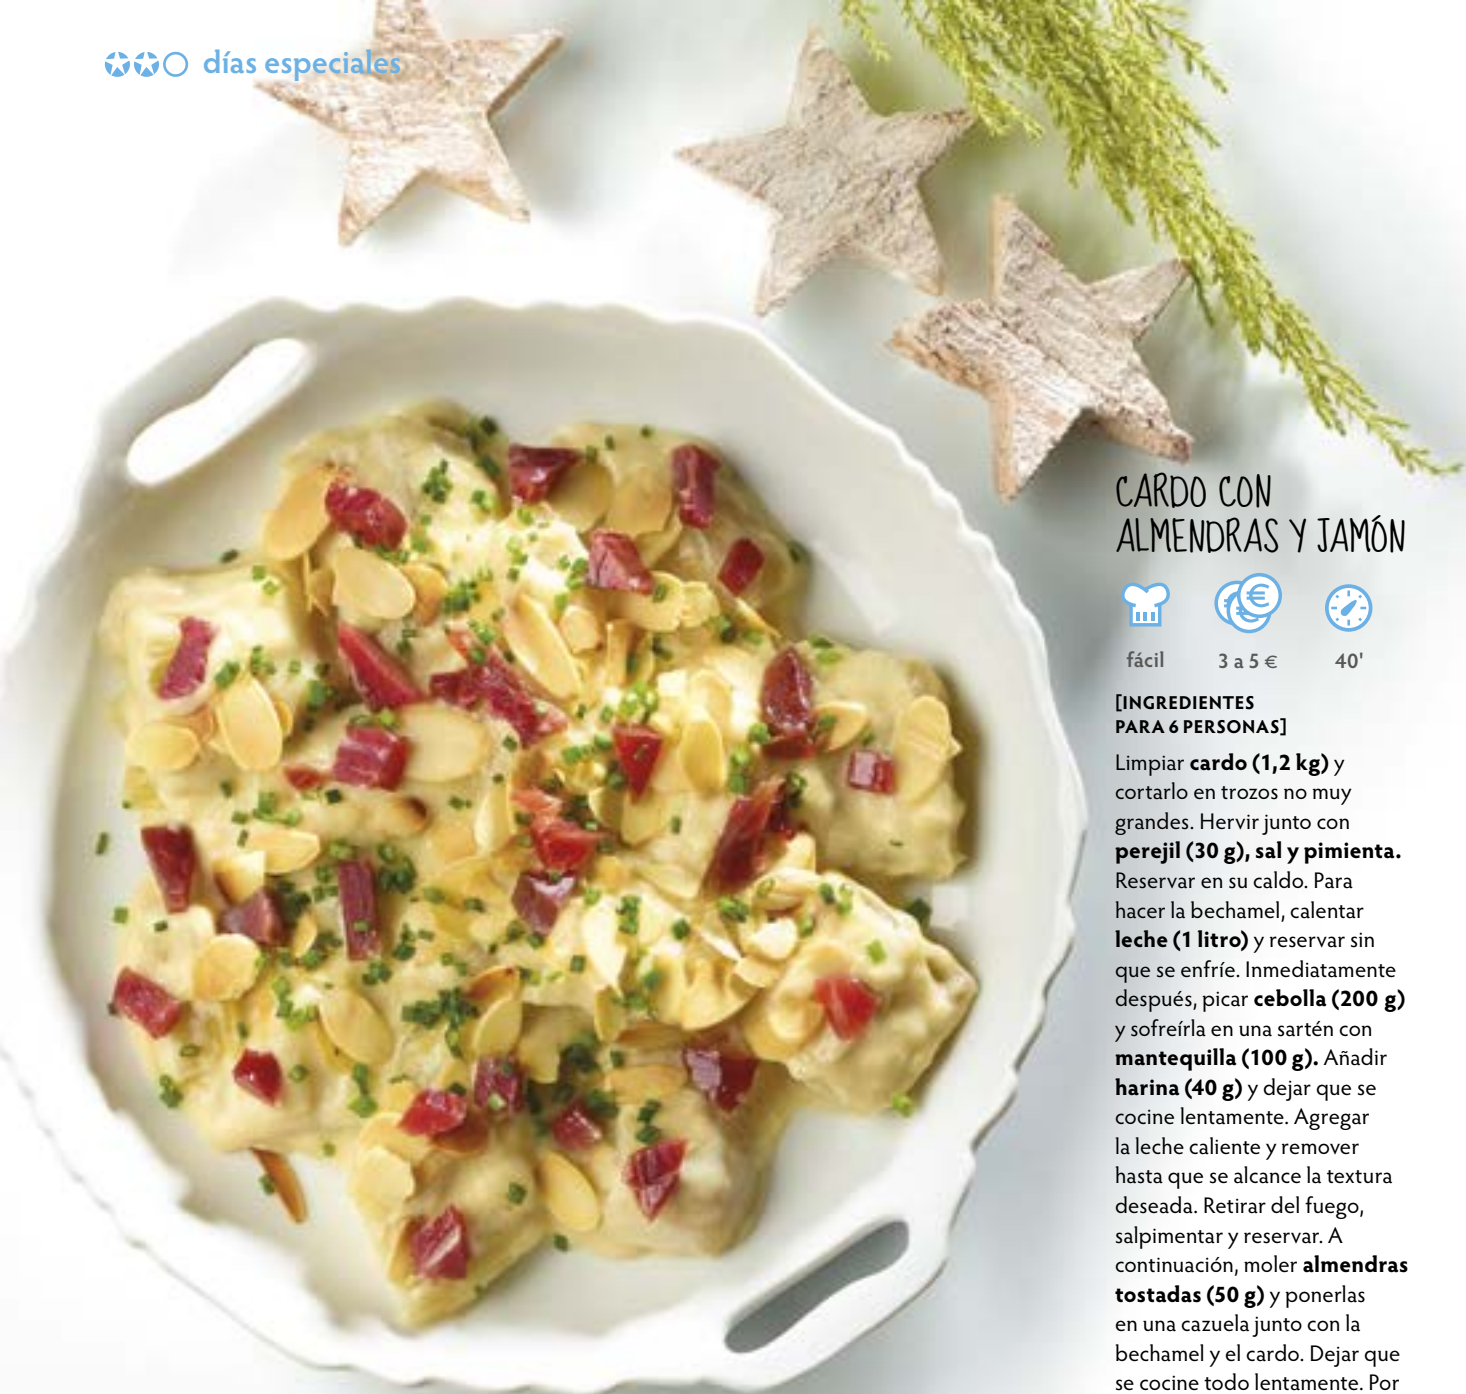 días especiales
CARDO CON
ALMENDRAS Y JAMÓN
fácil
3 a 5 €
40'
[INGREDIENTES
PARA 6 PERSONAS]
Limpiar cardo (1,2 kg) y
cortarlo en trozos no muy
grandes. Hervir junto con
perejil (30 g), sal y pimienta.
Reservar en su caldo. Para
hacer la bechamel, calentar
leche (1 litro) y reservar sin
que se enfríe. Inmediatamente
después, picar cebolla (200 g)
y sofreírla en una sartén con
mantequilla (100 g). Añadir
harina (40 g) y dejar que se
cocine lentamente. Agregar
la leche caliente y remover
hasta que se alcance la textura
deseada. Retirar del fuego,
salpimentar y reservar. A
continuación, moler almendras
tostadas (50 g) y ponerlas
en una cazuela junto con la
bechamel y el cardo. Dejar que
se cocine todo lentamente. Por